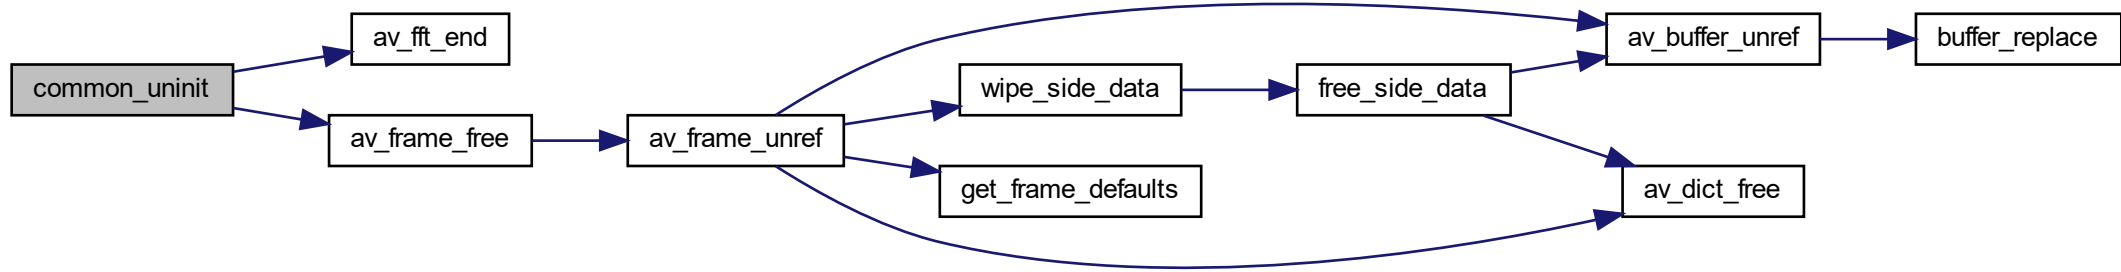 av_fft_end
av_buffer_unref
buffer_replace
common_uninit
wipe_side_data
free_side_data
av_frame_free
av_frame_unref
get_frame_defaults
av_dict_free